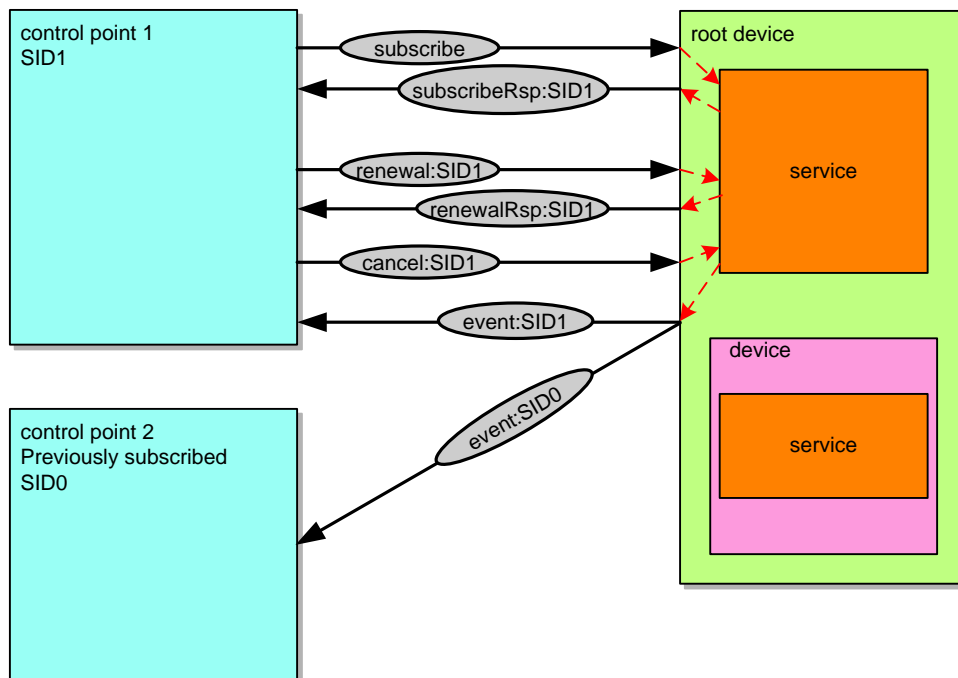 control point 1
SID1
subscribe
subscribeRsp:SID1
renewal:SID1
renewalRsp:SID1
cancel:SID1
event:SID1
event:SID0
root device
service
device
service
control point 2
Previously subscribed
SID0